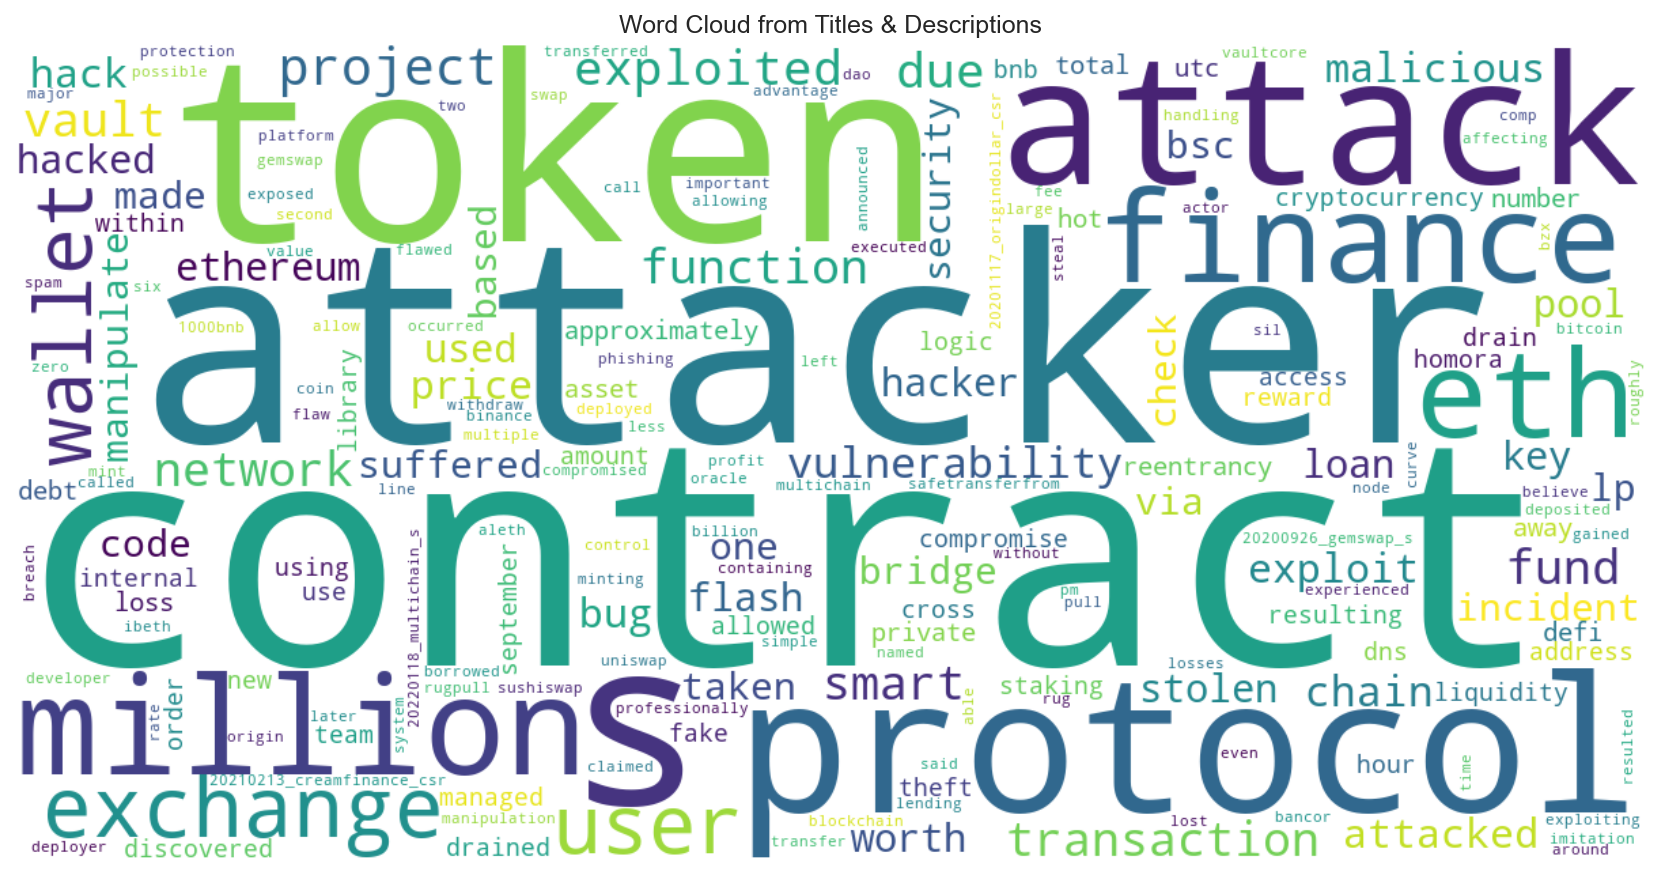 Word Cloud from Titles & Descriptions
protection
hack
possible
major
project
transferred
exploited
dao
due
bnb
total
utc
vaultcore
malicious
token
attack
swap
advantage
two
vault
platform
gemswap
hacked
exposed
made
second
within
value
wallet
manipulate
spam
six
zero
ethereum
flawed
based
call
important
allowing
announced
executed
security
function
20201117_origindollar_csr
bsc
handling
comp
affecting
fee
large
hot
actor
cryptocurrency
number
steal
finance
bzx
attacker
1000bnb
allow
occurred
approximately
used
phishing
logic
left
price
asset
hacker
coin
flaw
library
withdraw
binance
deployed
less
multiple
check
sil
access
reward
pool
drain
bitcoin
homora
eth
roughly
network
suffered
amount
compromised
profit
oracle
vulnerability
multichain
safetransferfrom
reentrancy
loan
node
curve
key
via
lp
believe
deposited
away
gained
debt
mint
called
line
contract
breach
code
internal
loss
ibeth
using
use
20220118_multichain_s
aleth
september
control
minting
bug
billion
one
containing
flash
allowed
simple
compromise
without
bridge
cross
private
named
pm
pull
20200926_gemswap_s
exploit
experienced
resulting
fund
incident
defi
dns
address
developer
new
order
rate
borrowed
rugpull
sushiswap
uniswap
taken
professionally
smart
staking
able
rug
losses
stolen
chain
liquidity
millions
s
later
team
system
origin
fake
claimed
protocol
said
even
hour
time
resulted
20210213_creamfinance_csr
exchange
managed
manipulation
theft
lending
user
blockchain
transfer
worth
lost
bancor
transaction
attacked
exploiting
imitation
around
deployer
discovered
drained